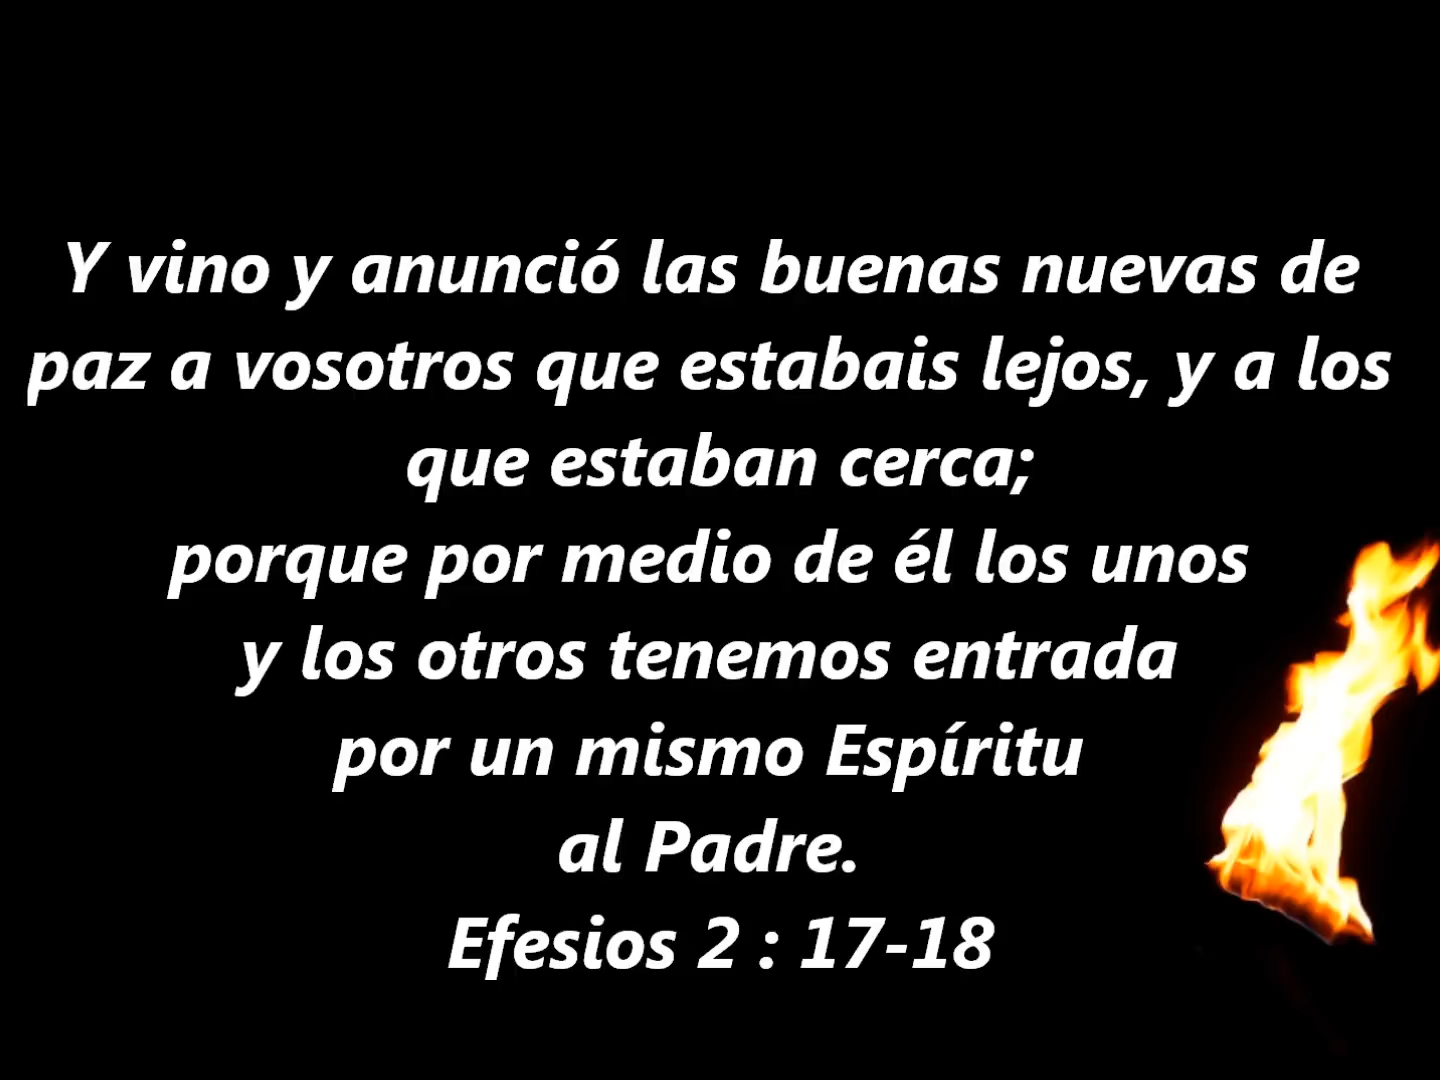 Y vino y anunció las buenas nuevas de
paz a vosotros que estabais lejos, y a los
que estaban cerca;
porque por medio de él los unos
y los otros tenemos entrada
por un mismo Espíritu
al Padre.
Efesios 2 : 17-18